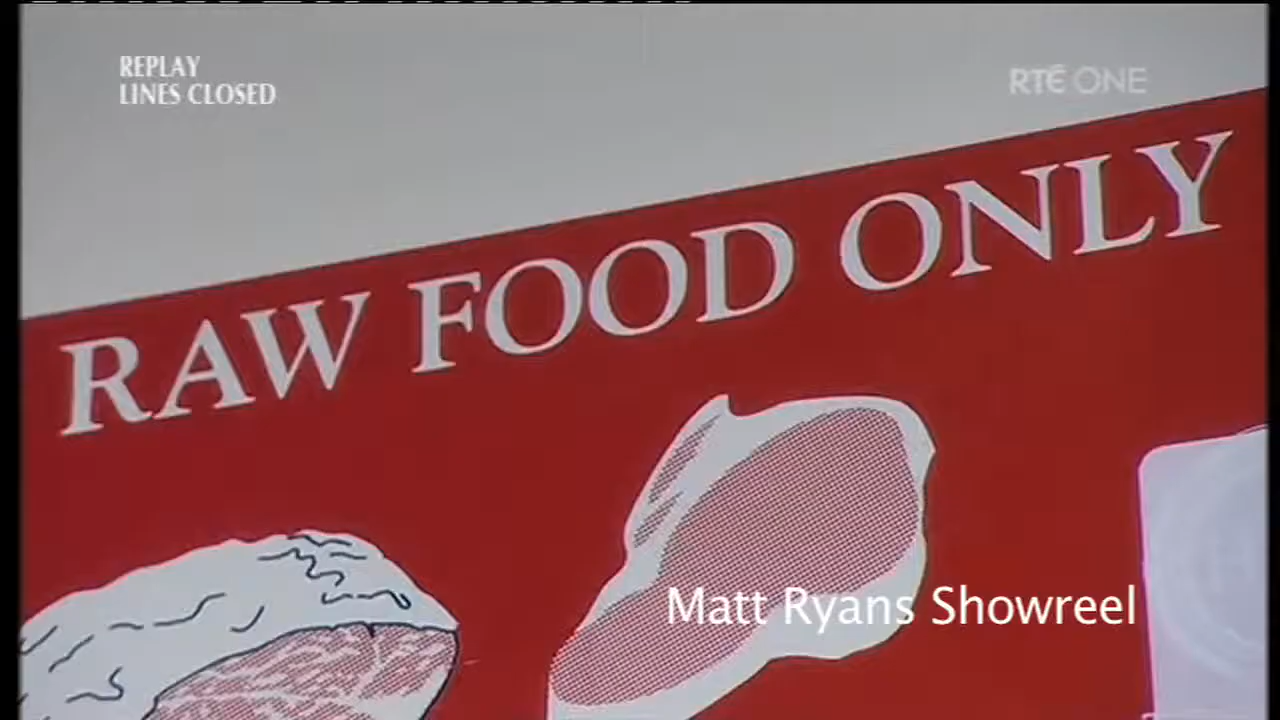 REPLAY
LINES CLOSED
RTÉ ONE
RAW FOOD ONLY
Matt Ryans Showreel